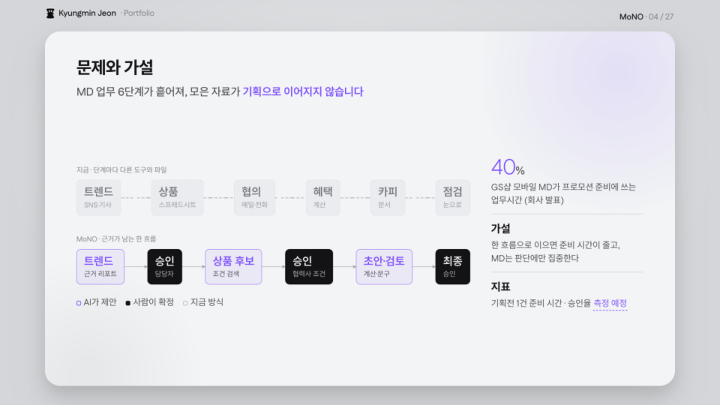 Kyungmin Jeon · Portfolio
MoNO · 04 / 27
문제와 가설
MD 업무 6단계가 흩어져, 모은 자료가 기획으로 이어지지 않습니다
지금 · 단계마다 다른 도구와 파일
트렌드 상품 협의 혜택 카피 점검
SNS·기사 스프레드시트 메일·전화 계산 문서 눈으로
MoNO · 근거가 남는 한 흐름
트렌드 승인 상품 후보 승인 초안·검토 최종
근거 리포트 담당자 조건 검색 협력사 조건 계산·문구 승인
AI가 제안 사람이 확정 지금 방식
40%
GS샵 모바일 MD가 프로모션 준비에 쓰는
업무시간 (회사 발표)
가설
한 흐름으로 이으면 준비 시간이 줄고,
MD는 판단에만 집중한다
지표
기획전 1건 준비 시간 · 승인율 측정 예정